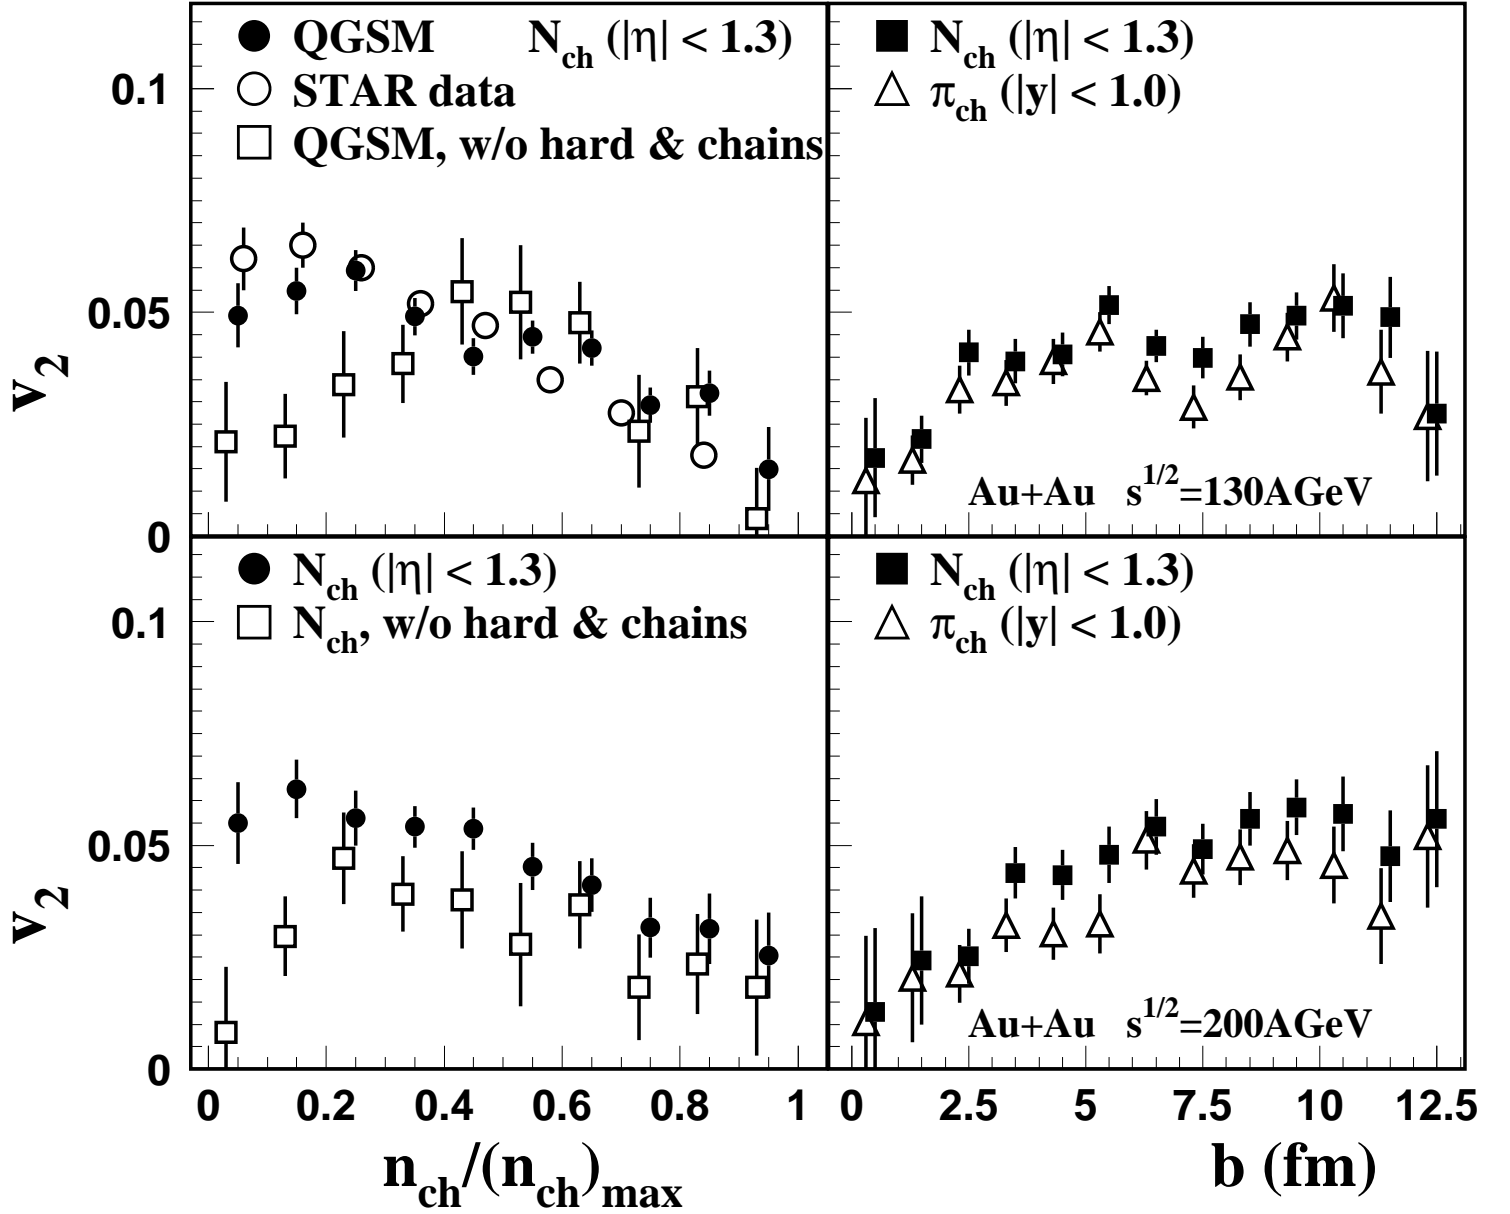 QGSM N_ch (|η| < 1.3)
STAR data
QGSM, w/o hard & chains
N_ch (|η| < 1.3)
π_ch (|y| < 1.0)
0.1
0.05
0
v_2
Au+Au s^1/2=130AGeV
N_ch (|η| < 1.3)
N_ch, w/o hard & chains
N_ch (|η| < 1.3)
π_ch (|y| < 1.0)
0.1
0.05
0
v_2
Au+Au s^1/2=200AGeV
0 0.2 0.4 0.6 0.8 1
0 2.5 5 7.5 10 12.5
n_ch/(n_ch)_max
b (fm)